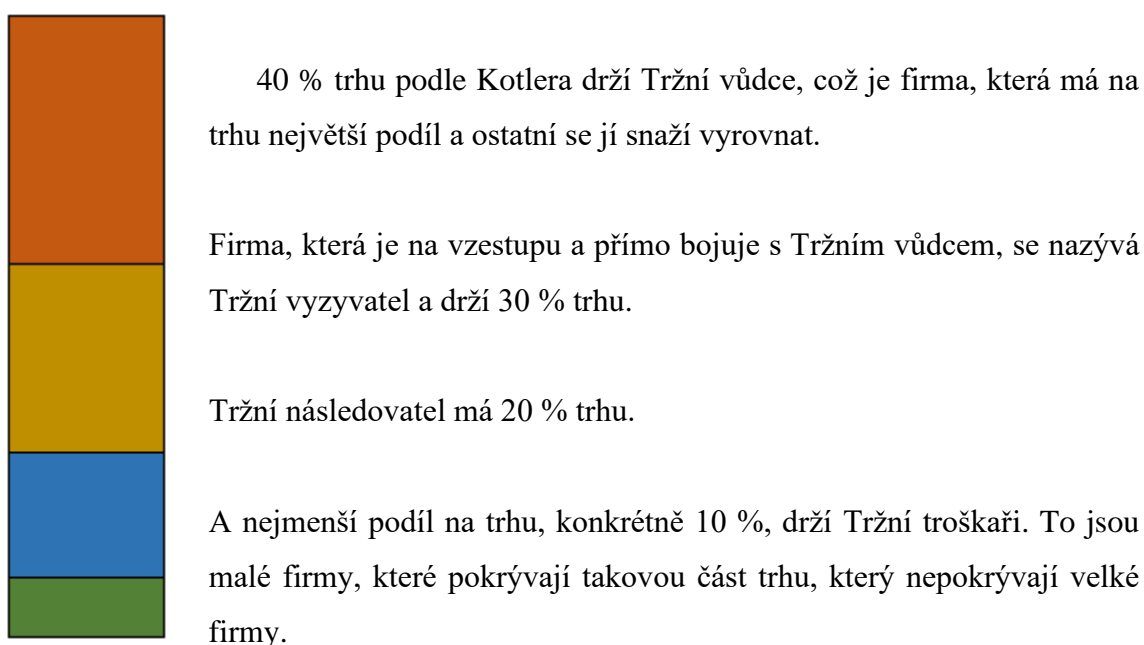 40 % trhu podle Kotlera drží Tržní vůdce, což je firma, která má na
trhu největší podíl a ostatní se jí snaží vyrovnat.
Firma, která je na vzestupu a přímo bojuje s Tržním vůdcem, se nazývá
Tržní vyzyvatel a drží 30 % trhu.
Tržní následovatel má 20 % trhu.
A nejmenší podíl na trhu, konkrétně 10 %, drží Tržní troškaři. To jsou
malé firmy, které pokrývají takovou část trhu, který nepokrývají velké
firmy.